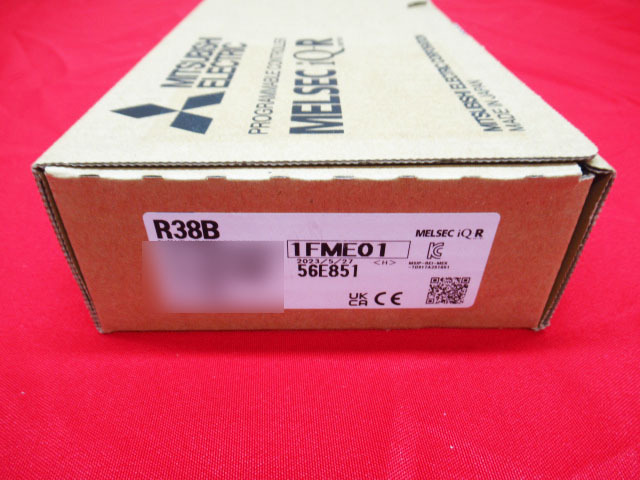 MITSUBISHI
ELECTRIC
PROGRAMMABLE CONTROLLER
MELSEC iQ-R
MITSUBISHI ELECTRIC CORPORATION
MADE IN JAPAN
R38B
MELSEC iQ-R
1FME01
2023/5/27 <H>
56E851
UK
CA CE